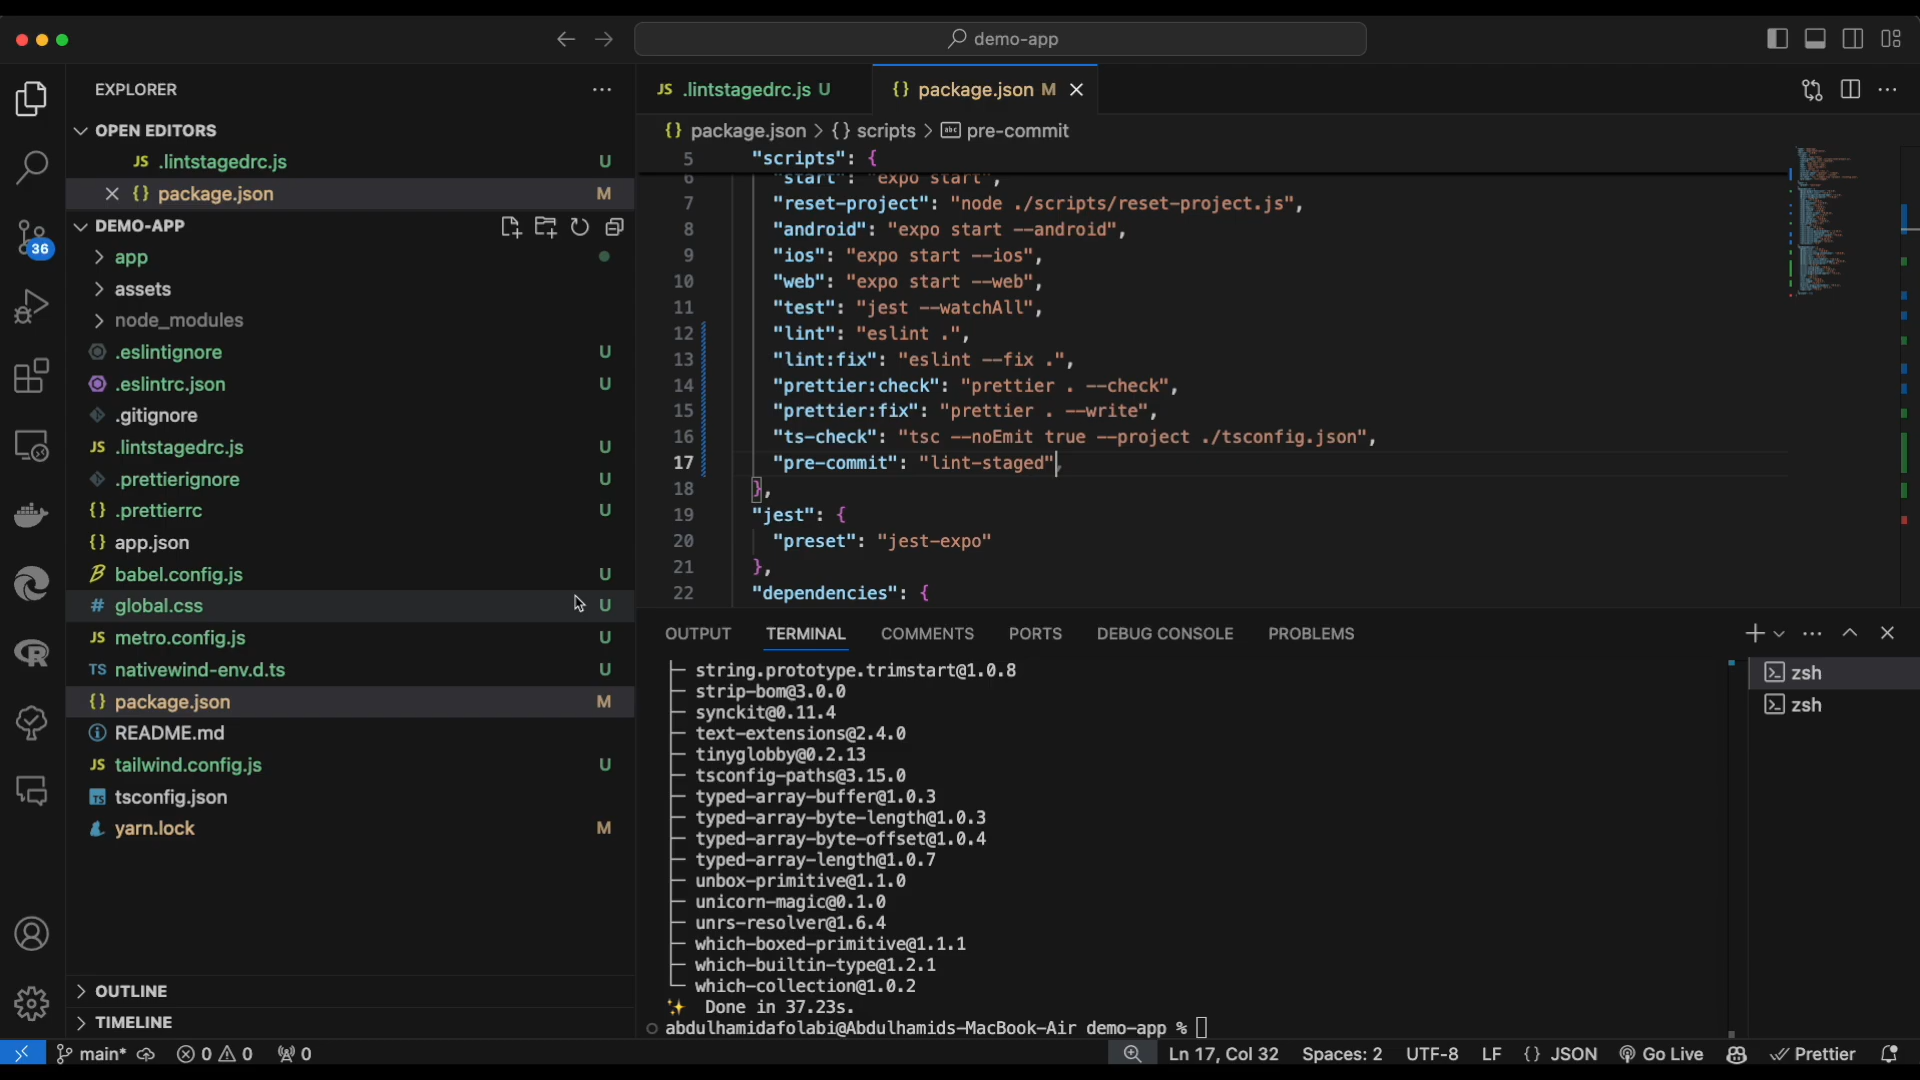 demo-app
EXPLORER
OPEN EDITORS
JS .lintstagedrc.js U
{} package.json M
DEMO-APP
app
assets
node_modules
.eslintignore U
.eslintrc.json U
.gitignore
JS .lintstagedrc.js U
.prettierignore U
{} .prettierrc U
{} app.json
babel.config.js U
# global.css U
JS metro.config.js U
TS nativewind-env.d.ts U
{} package.json M
README.md
JS tailwind.config.js U
TS tsconfig.json
yarn.lock M
OUTLINE
TIMELINE
36
JS .lintstagedrc.js U
{} package.json M
{} package.json > {} scripts > abc pre-commit
5 "scripts": {
6 "start": "expo start",
7 "reset-project": "node ./scripts/reset-project.js",
8 "android": "expo start --android",
9 "ios": "expo start --ios",
10 "web": "expo start --web",
11 "test": "jest --watchAll",
12 "lint": "eslint .",
13 "lint:fix": "eslint --fix .",
14 "prettier:check": "prettier . --check",
15 "prettier:fix": "prettier . --write",
16 "ts-check": "tsc --noEmit true --project ./tsconfig.json",
17 "pre-commit": "lint-staged",
18 },
19 "jest": {
20 "preset": "jest-expo"
21 },
22 "dependencies": {
OUTPUT TERMINAL COMMENTS PORTS DEBUG CONSOLE PROBLEMS
├─ string.prototype.trimstart@1.0.8
├─ strip-bom@3.0.0
├─ synckit@0.11.4
├─ text-extensions@2.4.0
├─ tinyglobby@0.2.13
├─ tsconfig-paths@3.15.0
├─ typed-array-buffer@1.0.3
├─ typed-array-byte-length@1.0.3
├─ typed-array-byte-offset@1.0.4
├─ typed-array-length@1.0.7
├─ unbox-primitive@1.1.0
├─ unicorn-magic@0.1.0
├─ unrs-resolver@1.6.4
├─ which-boxed-primitive@1.1.1
├─ which-builtin-type@1.2.1
└─ which-collection@1.0.2
✨ Done in 37.23s.
abdulhamidafolabi@Abdulhamids-MacBook-Air demo-app %
zsh
zsh
main* 0 0 0 Ln 17, Col 32 Spaces: 2 UTF-8 LF {} JSON Go Live Prettier